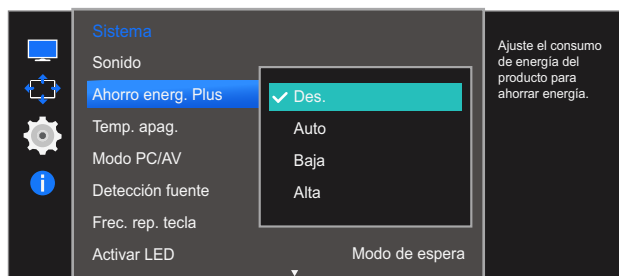 Sistema
Sonido
Ahorro energ. Plus
Temp. apag.
Modo PC/AV
Detección fuente
Frec. rep. tecla
Activar LED
Modo de espera
Des.
Auto
Baja
Alta
Ajuste el consumo
de energía del
producto para
ahorrar energía.